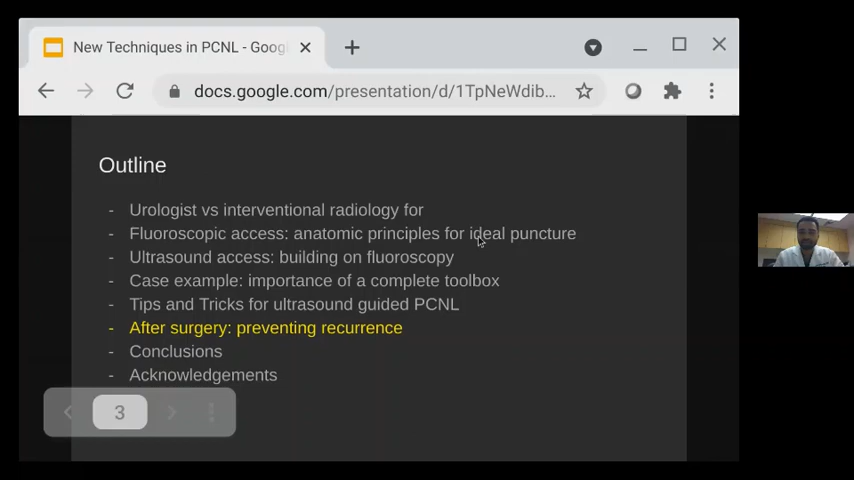 New Techniques in PCNL - Goog
docs.google.com/presentation/d/1TpNeWdib...
Outline
- Urologist vs interventional radiology for
- Fluoroscopic access: anatomic principles for ideal puncture
- Ultrasound access: building on fluoroscopy
- Case example: importance of a complete toolbox
- Tips and Tricks for ultrasound guided PCNL
- After surgery: preventing recurrence
- Conclusions
- Acknowledgements
3